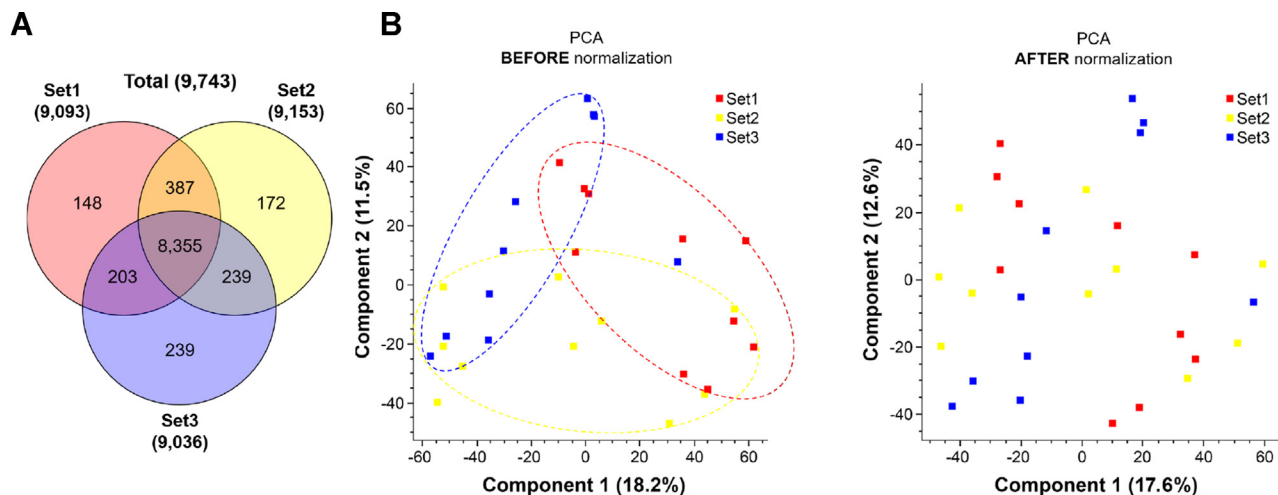 A
Total (9,743)
Set1
(9,093)
Set2
(9,153)
148
387
172
8,355
203
239
239
Set3
(9,036)
B
PCA
BEFORE normalization
Set1
Set2
Set3
60
40
20
0
-20
-40
-60
-40
-20
0
20
40
60
Component 2 (11.5%)
Component 1 (18.2%)
PCA
AFTER normalization
Set1
Set2
Set3
40
20
0
-20
-40
-40
-20
0
20
40
60
Component 2 (12.6%)
Component 1 (17.6%)